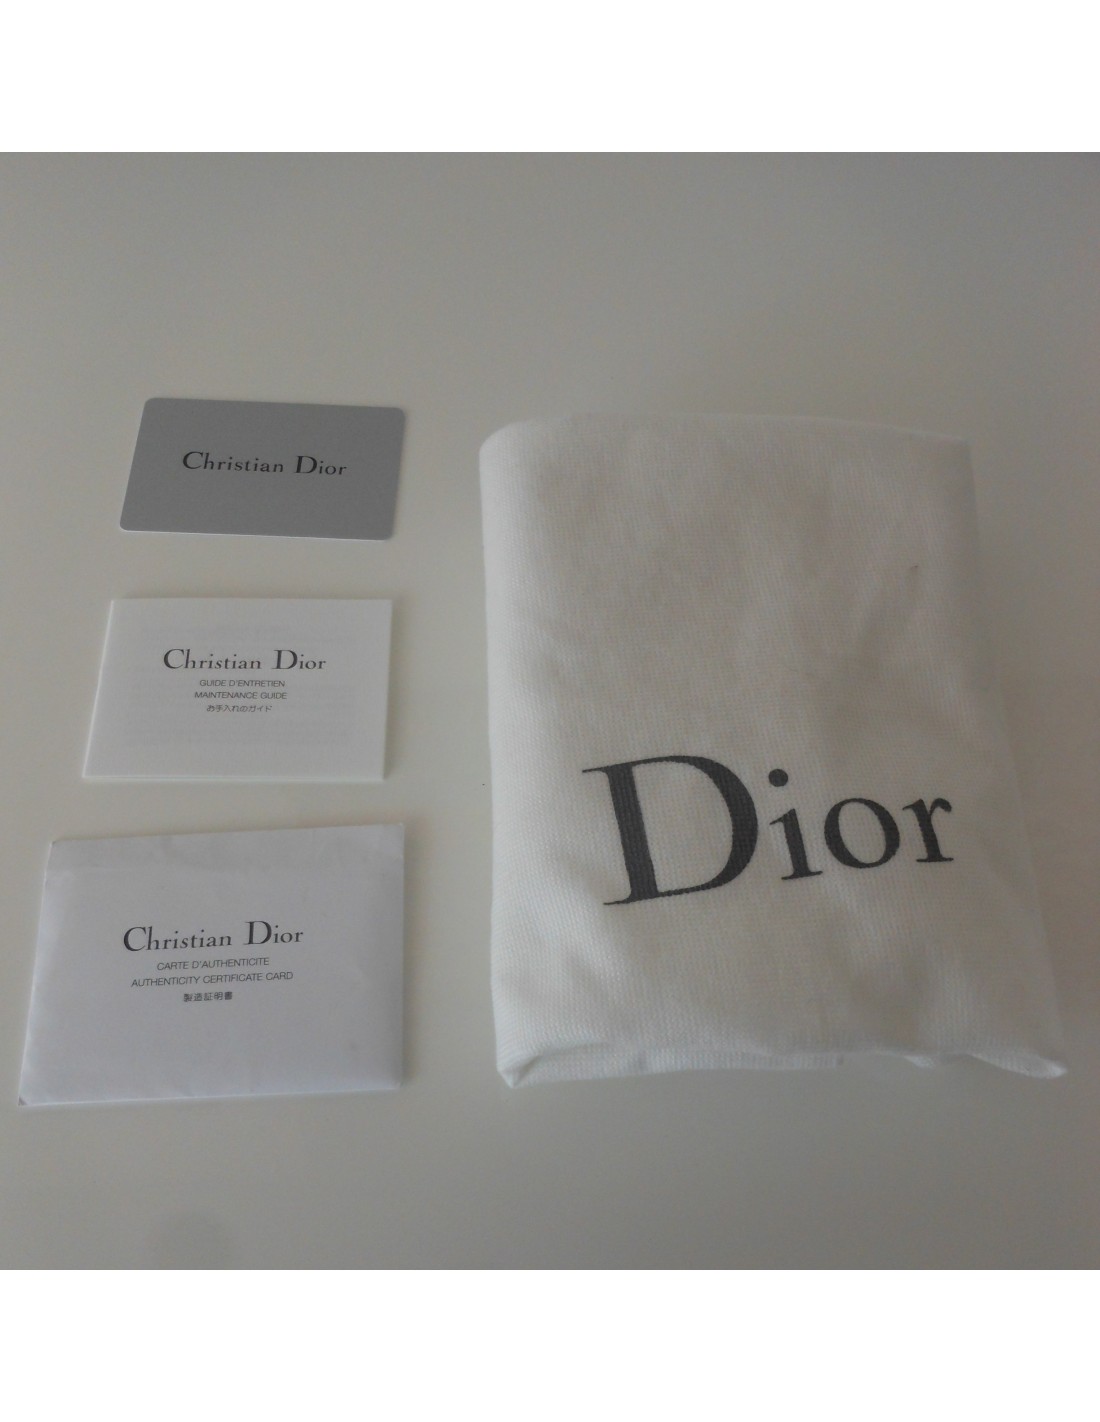 Christian Dior
Christian Dior
GUIDE D'ENTRETIEN
MAINTENANCE GUIDE
お手入れのガイド
Christian Dior
CARTE D'AUTHENTICITE
AUTHENTICITY CERTIFICATE CARD
製造証明書
Dior